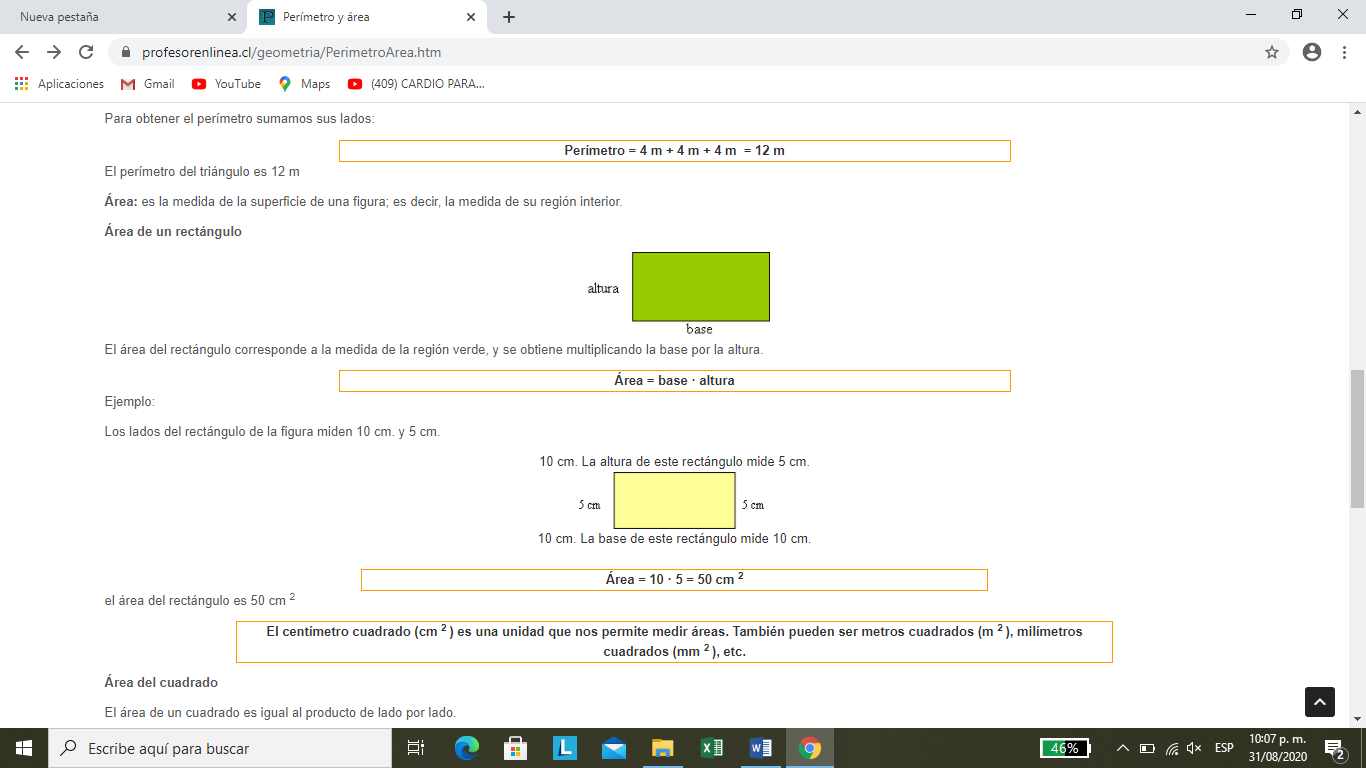 Nueva pestaña
Perímetro y área
profesorenlinea.cl/geometria/PerimetroArea.htm
Aplicaciones
Gmail
YouTube
Maps
(409) CARDIO PARA...
Para obtener el perímetro sumamos sus lados:
Perímetro = 4 m + 4 m + 4 m = 12 m
El perímetro del triángulo es 12 m
Área: es la medida de la superficie de una figura; es decir, la medida de su región interior.
Área de un rectángulo
altura
base
El área del rectángulo corresponde a la medida de la región verde, y se obtiene multiplicando la base por la altura.
Área = base · altura
Ejemplo:
Los lados del rectángulo de la figura miden 10 cm. y 5 cm.
10 cm. La altura de este rectángulo mide 5 cm.
5 cm
5 cm
10 cm. La base de este rectángulo mide 10 cm.
Área = 10 · 5 = 50 cm ²
el área del rectángulo es 50 cm ²
El centímetro cuadrado (cm ² ) es una unidad que nos permite medir áreas. También pueden ser metros cuadrados (m ² ), milímetros
cuadrados (mm ² ), etc.
Área del cuadrado
El área de un cuadrado es igual al producto de lado por lado.
Escribe aquí para buscar
L
46%
ESP
10:07 p. m.
31/08/2020
2